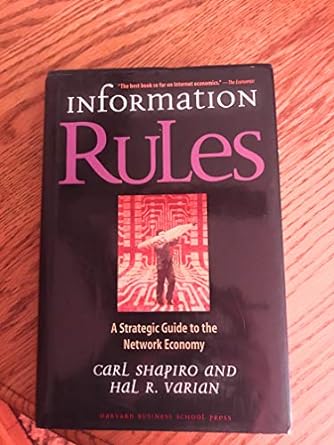 "The best book so far on Internet economics." —The Economist
INFORMATION
RULES
A Strategic Guide to the
Network Economy
CARL SHAPIRO AND
HAL R. VARIAN
HARVARD BUSINESS SCHOOL PRESS